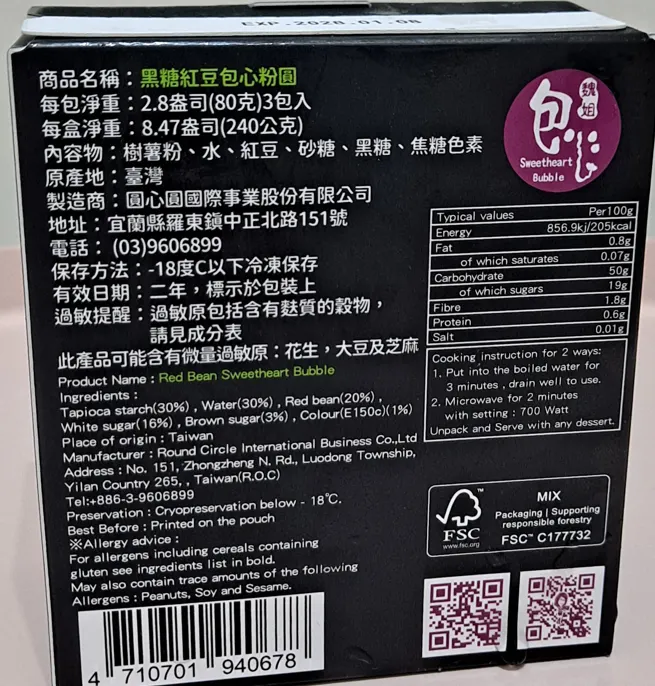 EXP.2026.01.08
商品名稱：黑糖紅豆包心粉圓
每包淨重：2.8盎司(80克)3包入
每盒淨重：8.47盎司(240公克)
內容物：樹薯粉、水、紅豆、砂糖、黑糖、焦糖色素
原產地：臺灣
製造商：圓心圓國際事業股份有限公司
地址：宜蘭縣羅東鎮中正北路151號
電話： (03)9606899
保存方法：-18度C以下冷凍保存
有效日期：二年，標示於包裝上
過敏提醒：過敏原包括含有麩質的穀物，
請見成分表
此產品可能含有微量過敏原：花生，大豆及芝麻
Product Name : Red Bean Sweetheart Bubble
Ingredients :
Tapioca starch(30%) , Water(30%) , Red bean(20%) ,
White sugar(16%) , Brown sugar(3%) , Colour(E150c)(1%)
Place of origin : Taiwan
Manufacturer : Round Circle International Business Co.,Ltd
Address : No. 151, Zhongzheng N. Rd., Luodong Township,
Yilan Country 265, , Taiwan(R.O.C)
Tel:+886-3-9606899
Preservation : Cryopreservation below - 18℃.
Best Before : Printed on the pouch
※Allergy advice :
For allergens including cereals containing
gluten see ingredients list in bold.
May also contain trace amounts of the following
Allergens : Peanuts, Soy and Sesame.
4 710701 940678
魏姐
包心
Sweetheart
Bubble
Typical values Per100g
Energy 856.9kj/205kcal
Fat 0.8g
of which saturates 0.07g
Carbohydrate 50g
of which sugars 19g
Fibre 1.8g
Protein 0.6g
Salt 0.01g
Cooking instruction for 2 ways:
1. Put into the boiled water for
3 minutes , drain well to use.
2. Microwave for 2 minutes
with setting : 700 Watt
Unpack and Serve with any dessert.
FSC
www.fsc.org
MIX
Packaging | Supporting
responsible forestry
FSC™ C177732